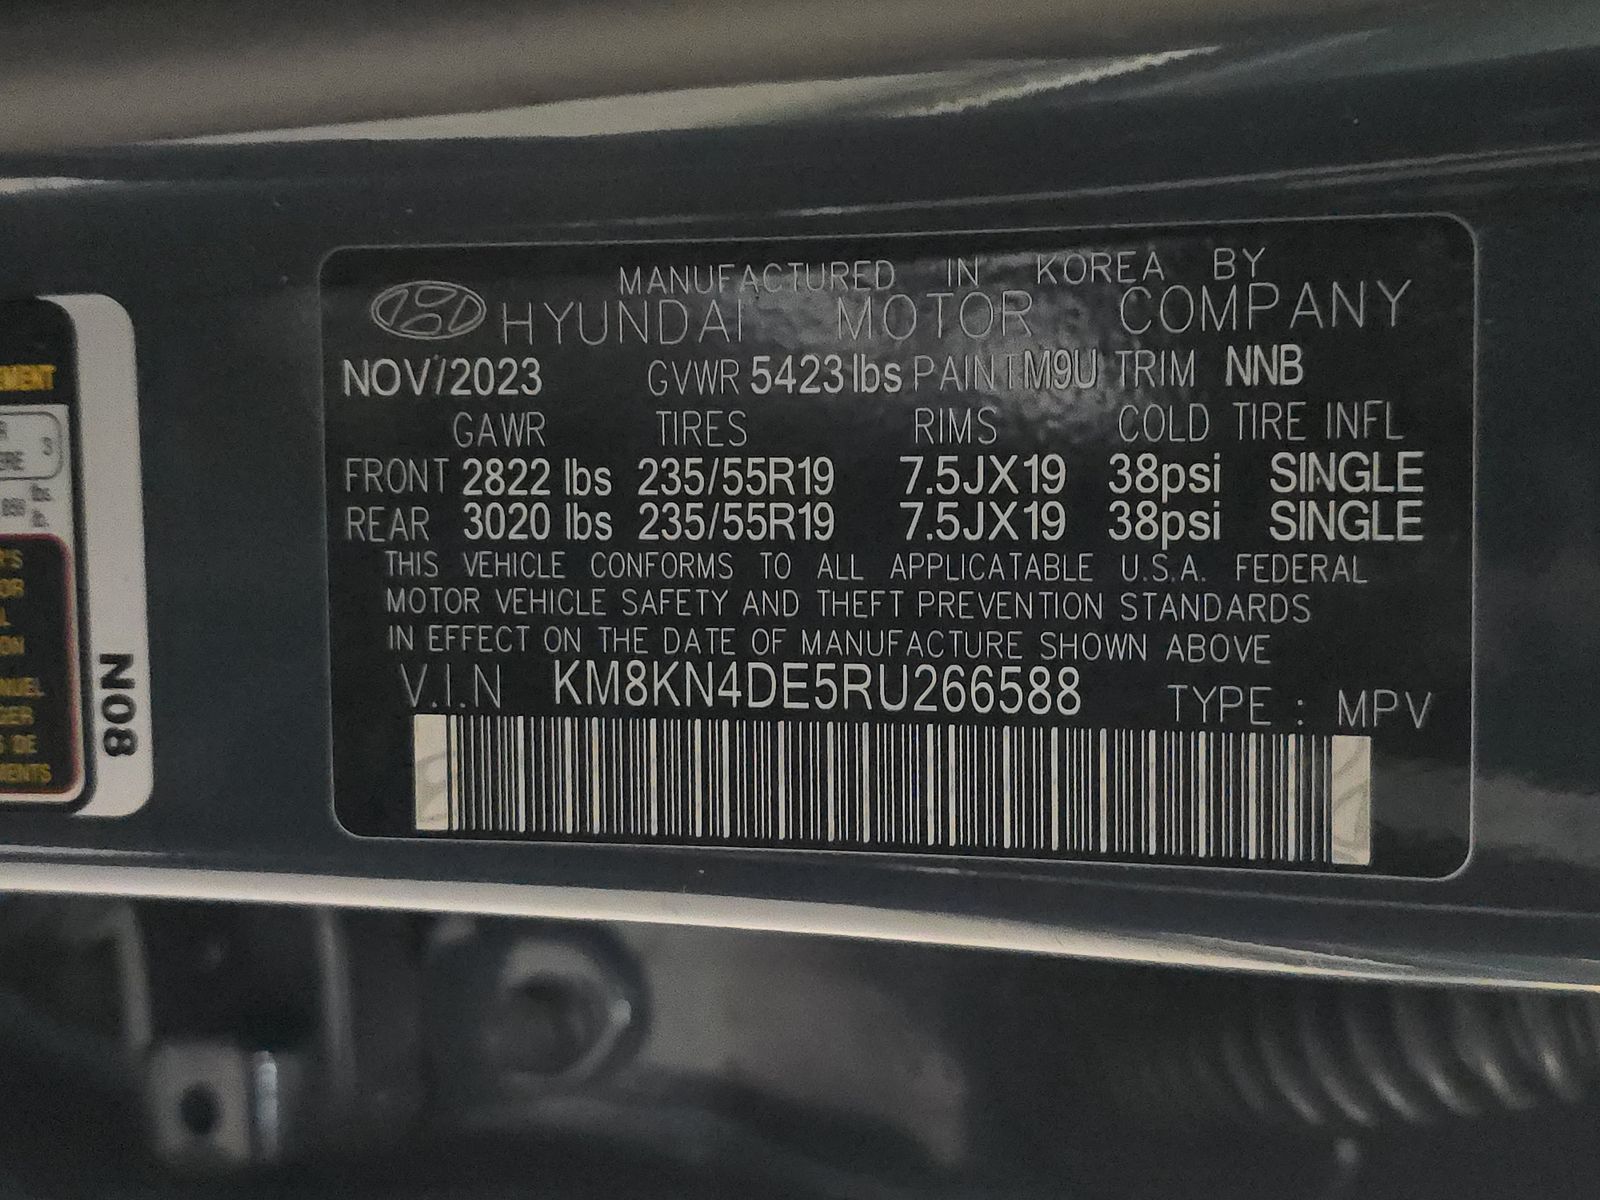 MANUFACTURED IN KOREA BY
HYUNDAI MOTOR COMPANY
NOV/2023 GVWR 5423lbs PAINT M9U TRIM NNB
GAWR TIRES RIMS COLD TIRE INFL
FRONT 2822 lbs 235/55R19 7.5JX19 38psi SINGLE
REAR 3020 lbs 235/55R19 7.5JX19 38psi SINGLE
THIS VEHICLE CONFORMS TO ALL APPLICATABLE U.S.A. FEDERAL
MOTOR VEHICLE SAFETY AND THEFT PREVENTION STANDARDS
IN EFFECT ON THE DATE OF MANUFACTURE SHOWN ABOVE
V.I.N KM8KN4DE5RU266588 TYPE : MPV
N08
lbs
lb.
DE